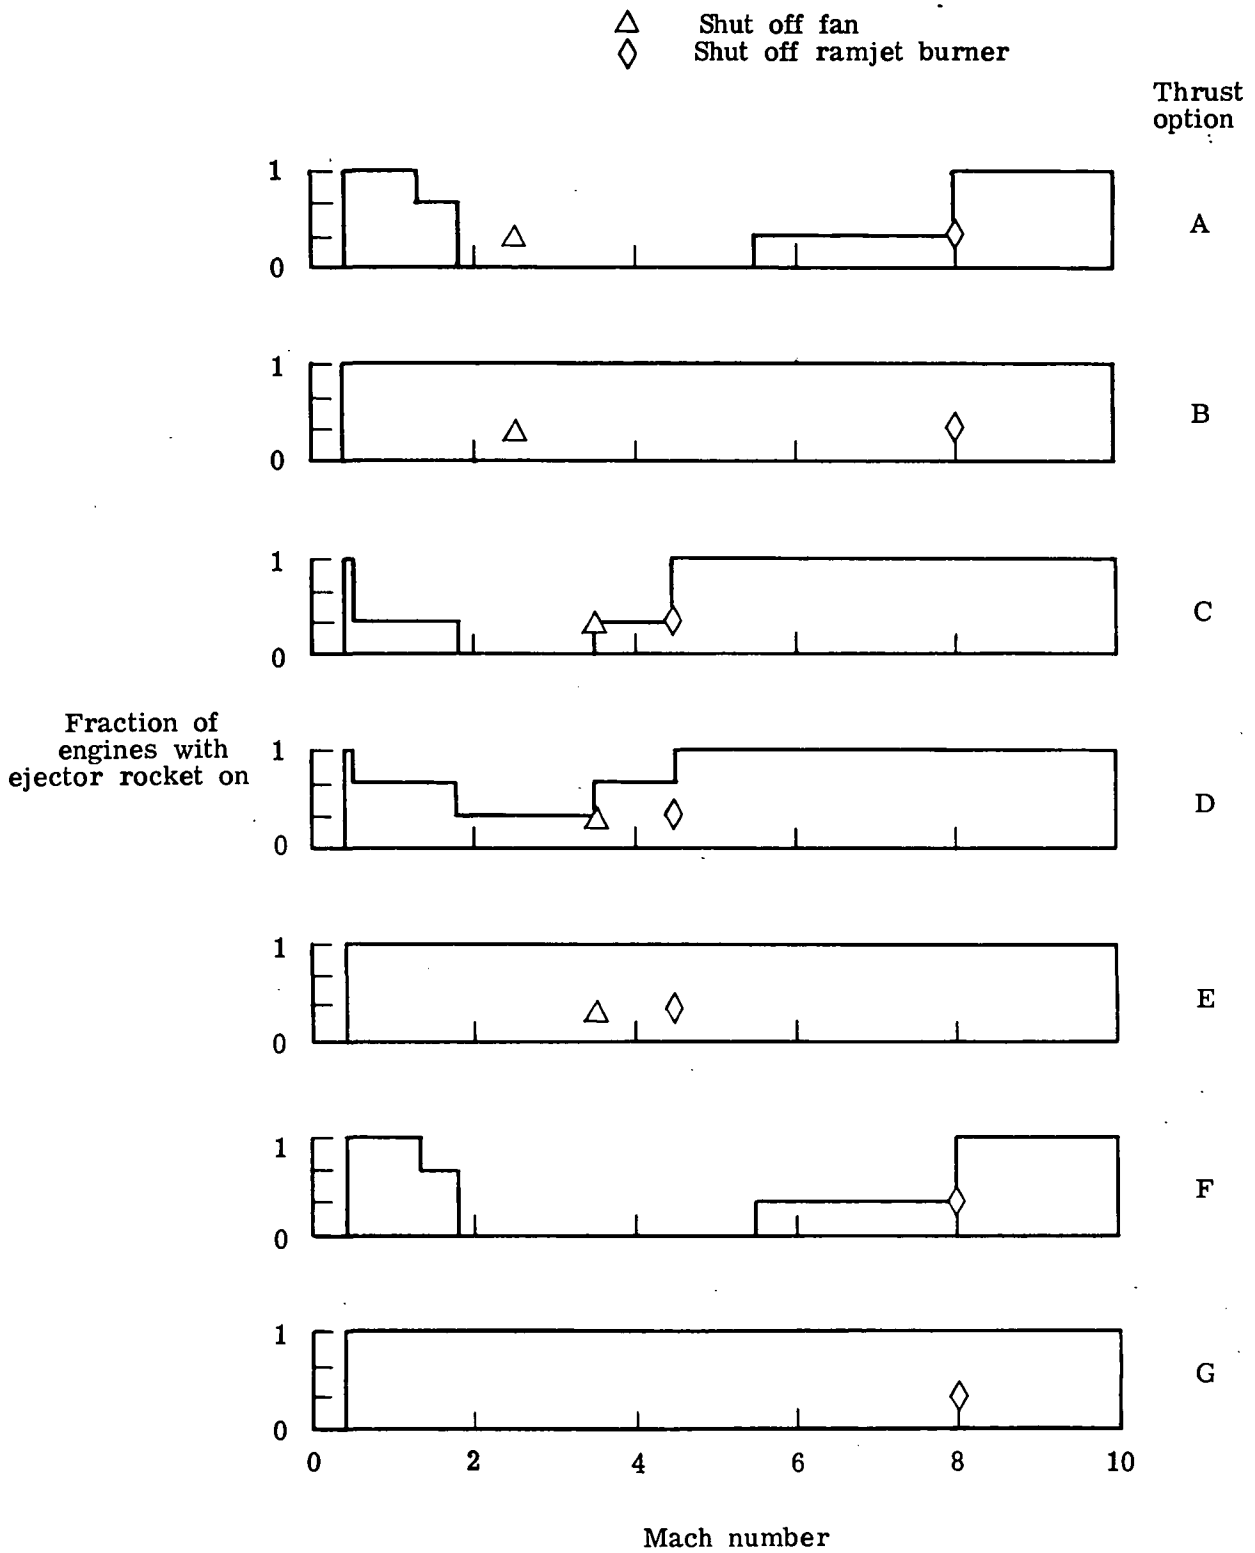 Shut off fan
Shut off ramjet burner
Thrust
option
1
0
A
1
0
B
1
0
C
Fraction of
engines with
ejector rocket on
1
0
D
1
0
E
1
0
F
1
0
G
0 2 4 6 8 10
Mach number